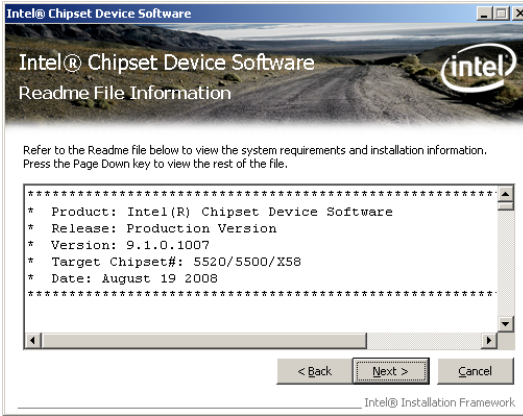 Intel® Chipset Device Software
Intel® Chipset Device Software
intel
Readme File Information
Refer to the Readme file below to view the system requirements and installation information.
Press the Page Down key to view the rest of the file.
********************************************************
*  Product: Intel(R) Chipset Device Software
*  Release: Production Version
*  Version: 9.1.0.1007
*  Target Chipset#: 5520/5500/X58
*  Date: August 19 2008
********************************************************
< Back
Next >
Cancel
Intel® Installation Framework